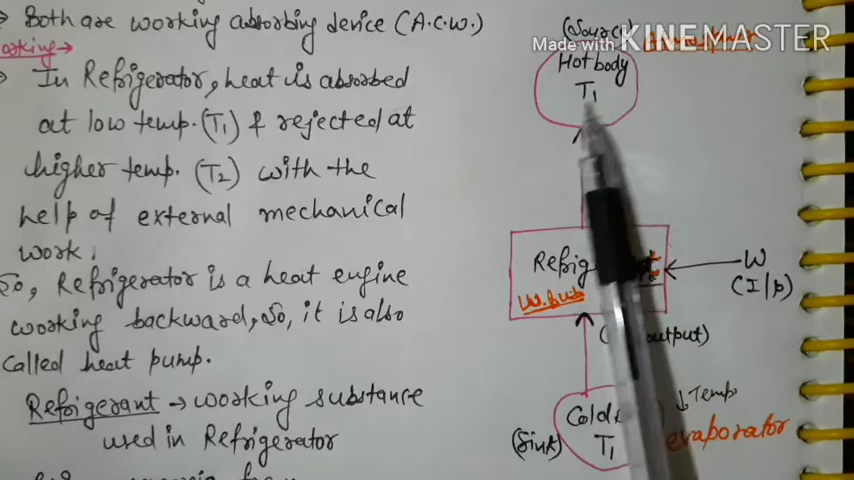 Both are working absorbing device (A.C.W.)
orking →
In Refrigerator, heat is absorbed
at low temp. (T1) & rejected at
higher temp. (T2) with the
help of external mechanical
work.
So, Refrigerator is a heat engine
working backward, So, it is also
Called heat pump.
Refrigerant → working substance
used in Refrigerator
(Source)
Made with KINEMASTER
Hot body
T1
Refrig
W
(I/p)
output)
Cold
T1
(Sink)
↓Temp
evaporator